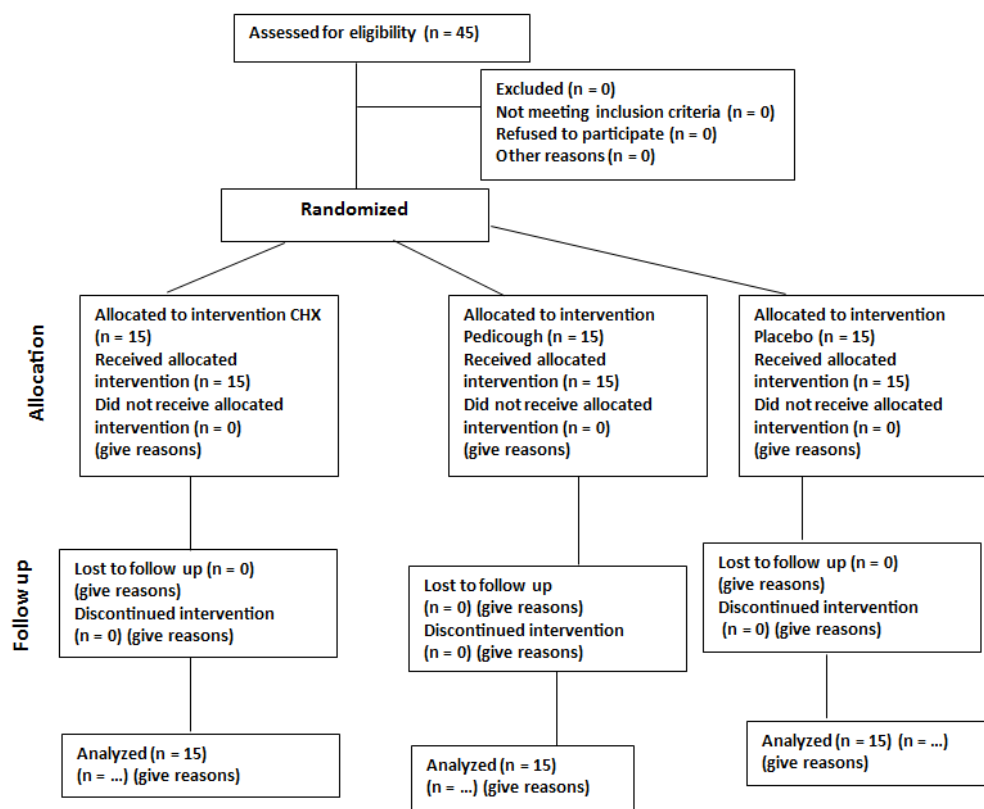 Assessed for eligibility (n = 45)
Excluded (n = 0)
Not meeting inclusion criteria (n = 0)
Refused to participate (n = 0)
Other reasons (n = 0)
Randomized
Allocation
Allocated to intervention CHX
(n = 15)
Received allocated
intervention (n = 15)
Did not receive allocated
intervention (n = 0)
(give reasons)
Allocated to intervention
Pedicough (n = 15)
Received allocated
intervention (n = 15)
Did not receive allocated
intervention (n = 0)
(give reasons)
Allocated to intervention
Placebo (n = 15)
Received allocated
intervention (n = 15)
Did not receive allocated
intervention (n = 0)
(give reasons)
Follow up
Lost to follow up (n = 0)
(give reasons)
Discontinued intervention
(n = 0) (give reasons)
Lost to follow up
(n = 0) (give reasons)
Discontinued intervention
(n = 0) (give reasons)
Lost to follow up (n = 0)
(give reasons)
Discontinued intervention
(n = 0) (give reasons)
Analyzed (n = 15)
(n = ...) (give reasons)
Analyzed (n = 15)
(n = ...) (give reasons)
Analyzed (n = 15) (n = ...)
(give reasons)